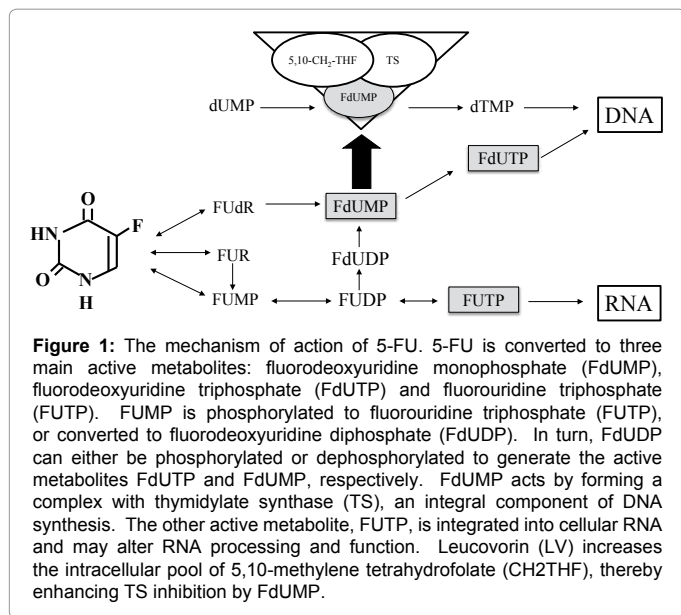 5,10-CH₂-THF
TS
FdUMP
dUMP
dTMP
DNA
FdUTP
O
F
HN
O
N
H
FUdR
FdUMP
FUR
FdUDP
FUMP
FUDP
FUTP
RNA
Figure 1: The mechanism of action of 5-FU. 5-FU is converted to three
main active metabolites: fluorodeoxyuridine monophosphate (FdUMP),
fluorodeoxyuridine triphosphate (FdUTP) and fluorouridine triphosphate
(FUTP). FUMP is phosphorylated to fluorouridine triphosphate (FUTP),
or converted to fluorodeoxyuridine diphosphate (FdUDP). In turn, FdUDP
can either be phosphorylated or dephosphorylated to generate the active
metabolites FdUTP and FdUMP, respectively. FdUMP acts by forming a
complex with thymidylate synthase (TS), an integral component of DNA
synthesis. The other active metabolite, FUTP, is integrated into cellular RNA
and may alter RNA processing and function. Leucovorin (LV) increases
the intracellular pool of 5,10-methylene tetrahydrofolate (CH2THF), thereby
enhancing TS inhibition by FdUMP.